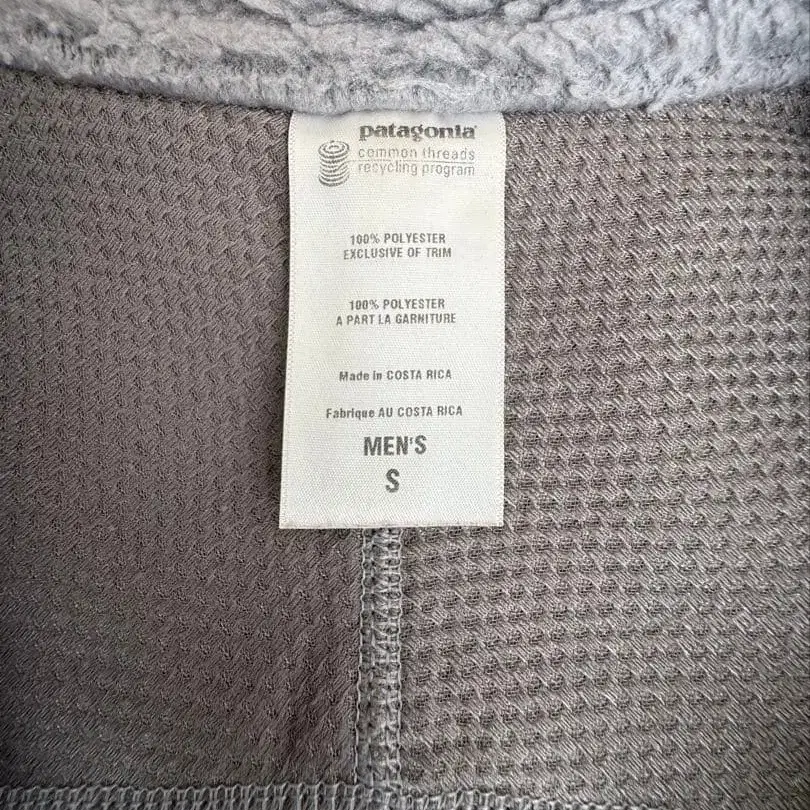 patagonia
common threads
recycling program
100% POLYESTER
EXCLUSIVE OF TRIM
100% POLYESTER
A PART LA GARNITURE
Made in COSTA RICA
Fabrique AU COSTA RICA
MEN'S
S